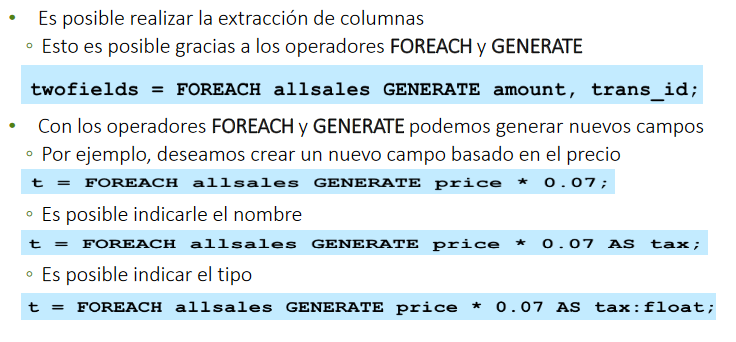 • Es posible realizar la extracción de columnas
◦ Esto es posible gracias a los operadores FOREACH y GENERATE
twofields = FOREACH allsales GENERATE amount, trans_id;
• Con los operadores FOREACH y GENERATE podemos generar nuevos campos
◦ Por ejemplo, deseamos crear un nuevo campo basado en el precio
t = FOREACH allsales GENERATE price * 0.07;
◦ Es posible indicarle el nombre
t = FOREACH allsales GENERATE price * 0.07 AS tax;
◦ Es posible indicar el tipo
t = FOREACH allsales GENERATE price * 0.07 AS tax:float;